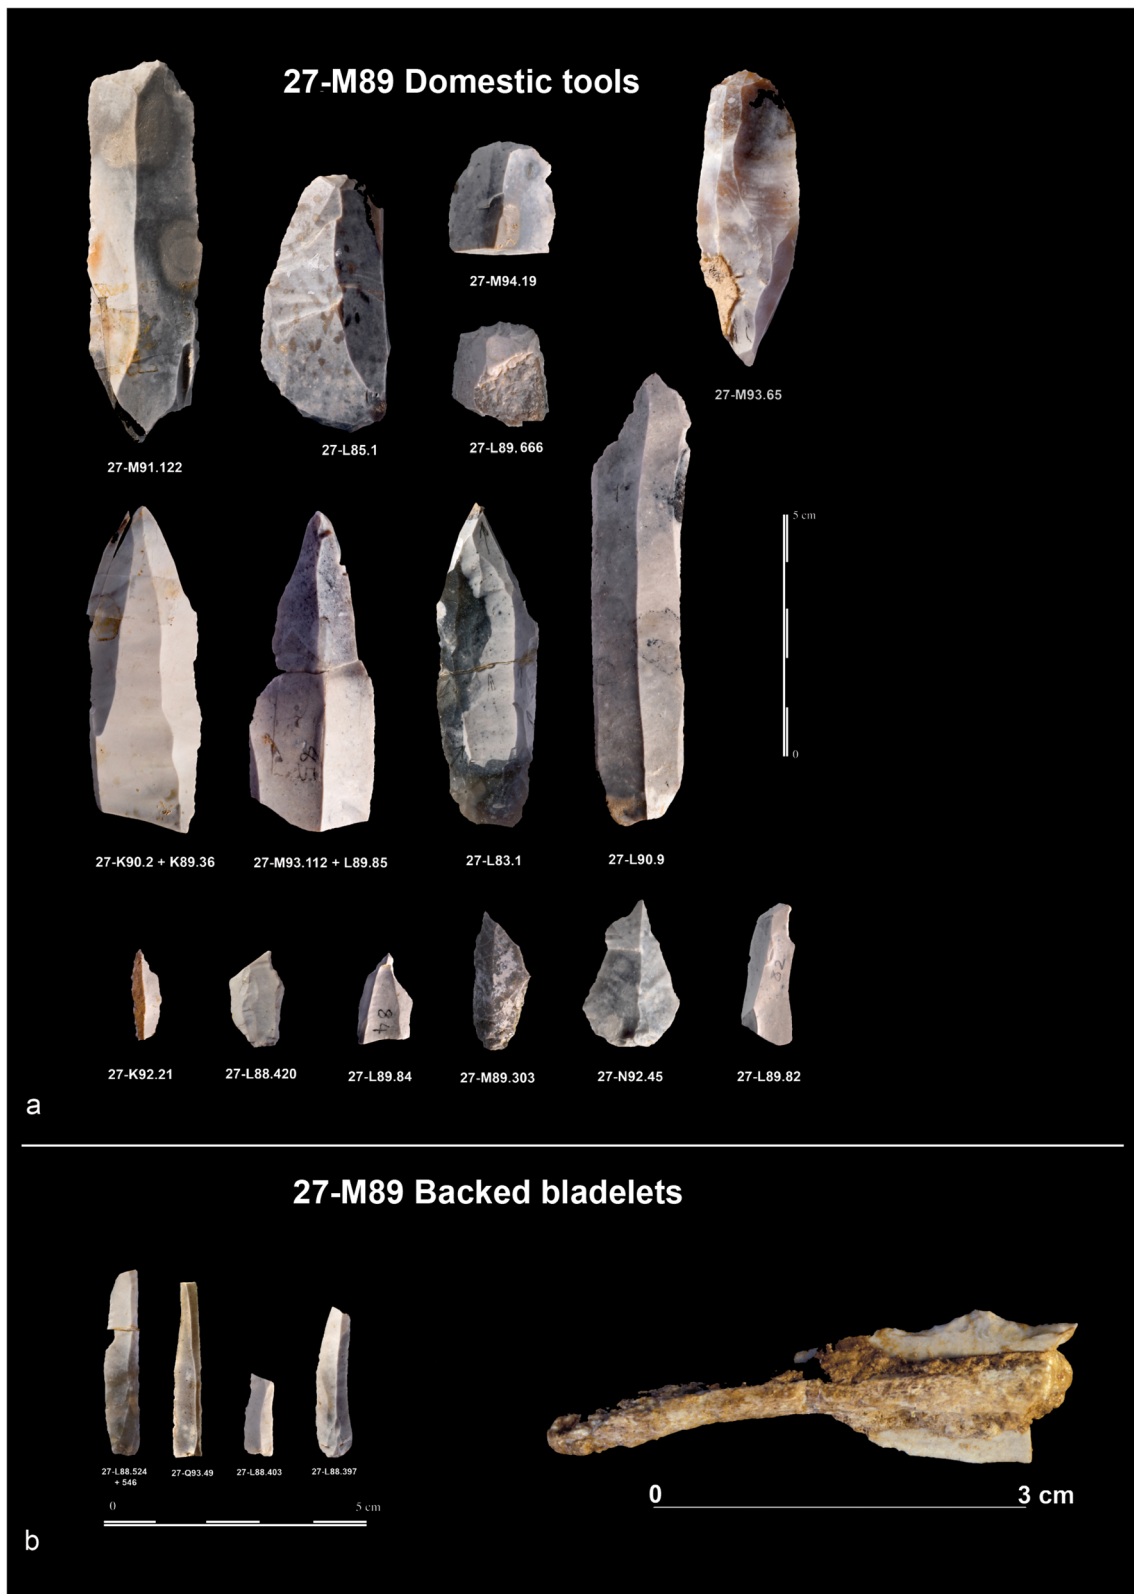 27-M89 Domestic tools
27-M94.19
27-M93.65
27-L85.1
27-L89.666
27-M91.122
5 cm
0
84
82
27-K90.2 + K89.36
27-M93.112 + L89.85
27-L83.1
27-L90.9
27-K92.21
27-L88.420
27-L89.84
27-M89.303
27-N92.45
27-L89.82
a
27-M89 Backed bladelets
27-L88.524
+ 546
27-Q93.49
27-L88.403
27-L88.397
0
5 cm
0
3 cm
b